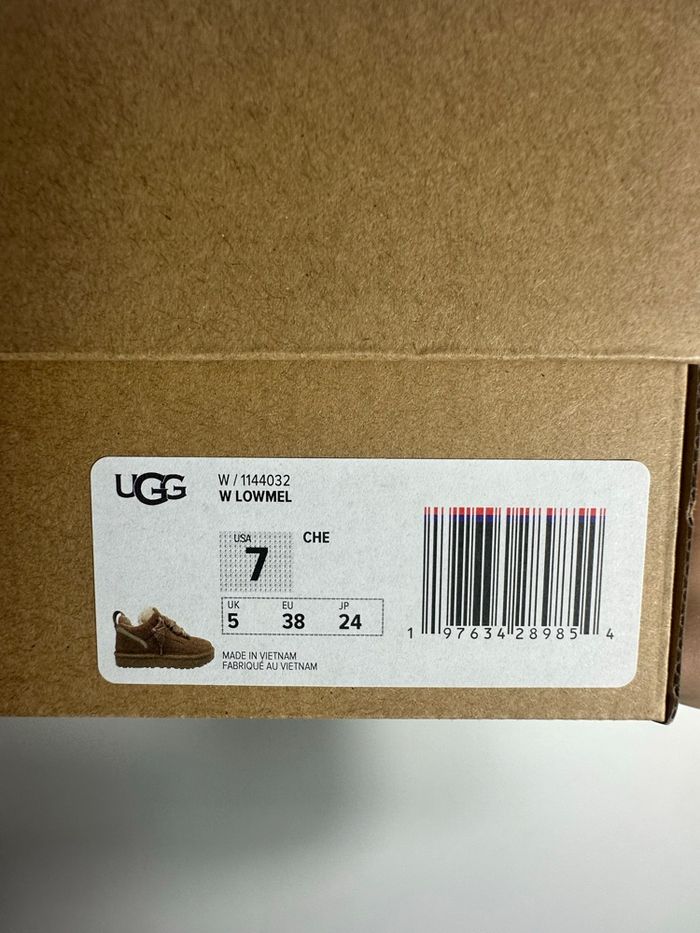 UGG
W / 1144032
W LOWMEL
USA
7
CHE
UK EU JP
5 38 24
MADE IN VIETNAM
FABRIQUÉ AU VIETNAM
1 97634 28985 4